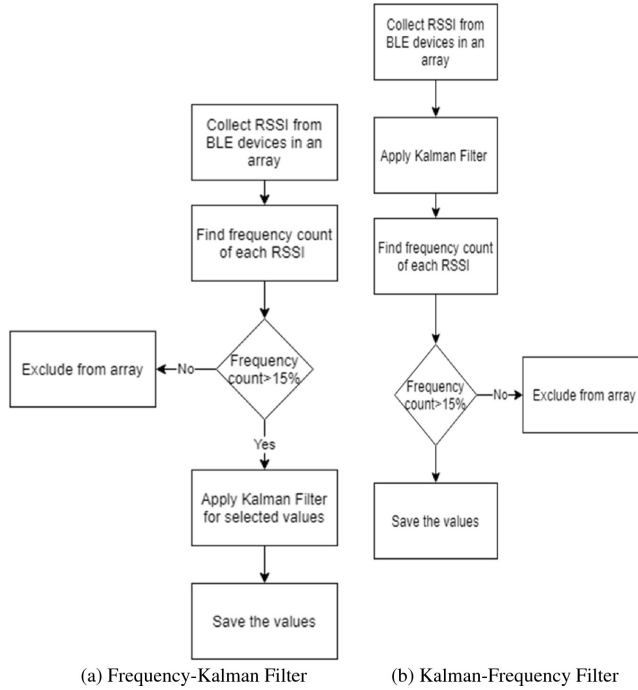 Collect RSSI from
BLE devices in an
array
Find frequency count
of each RSSI
Frequency
count>15%
No
Exclude from array
Yes
Apply Kalman Filter
for selected values
Save the values
(a) Frequency-Kalman Filter
Collect RSSI from
BLE devices in an
array
Apply Kalman Filter
Find frequency count
of each RSSI
Frequency
count>15%
No
Exclude from array
Save the values
(b) Kalman-Frequency Filter